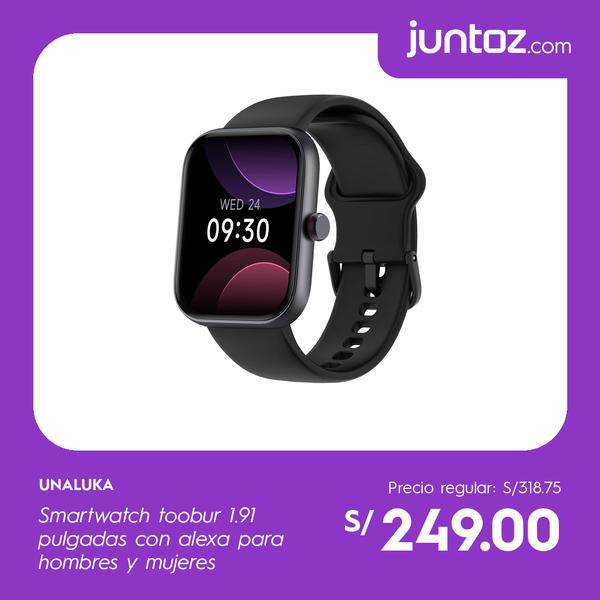 juntoz.com
WED 24
09:30
UNALUKA
Smartwatch toobur 1.91
pulgadas con alexa para
hombres y mujeres
Precio regular: S/318.75
S/249.00